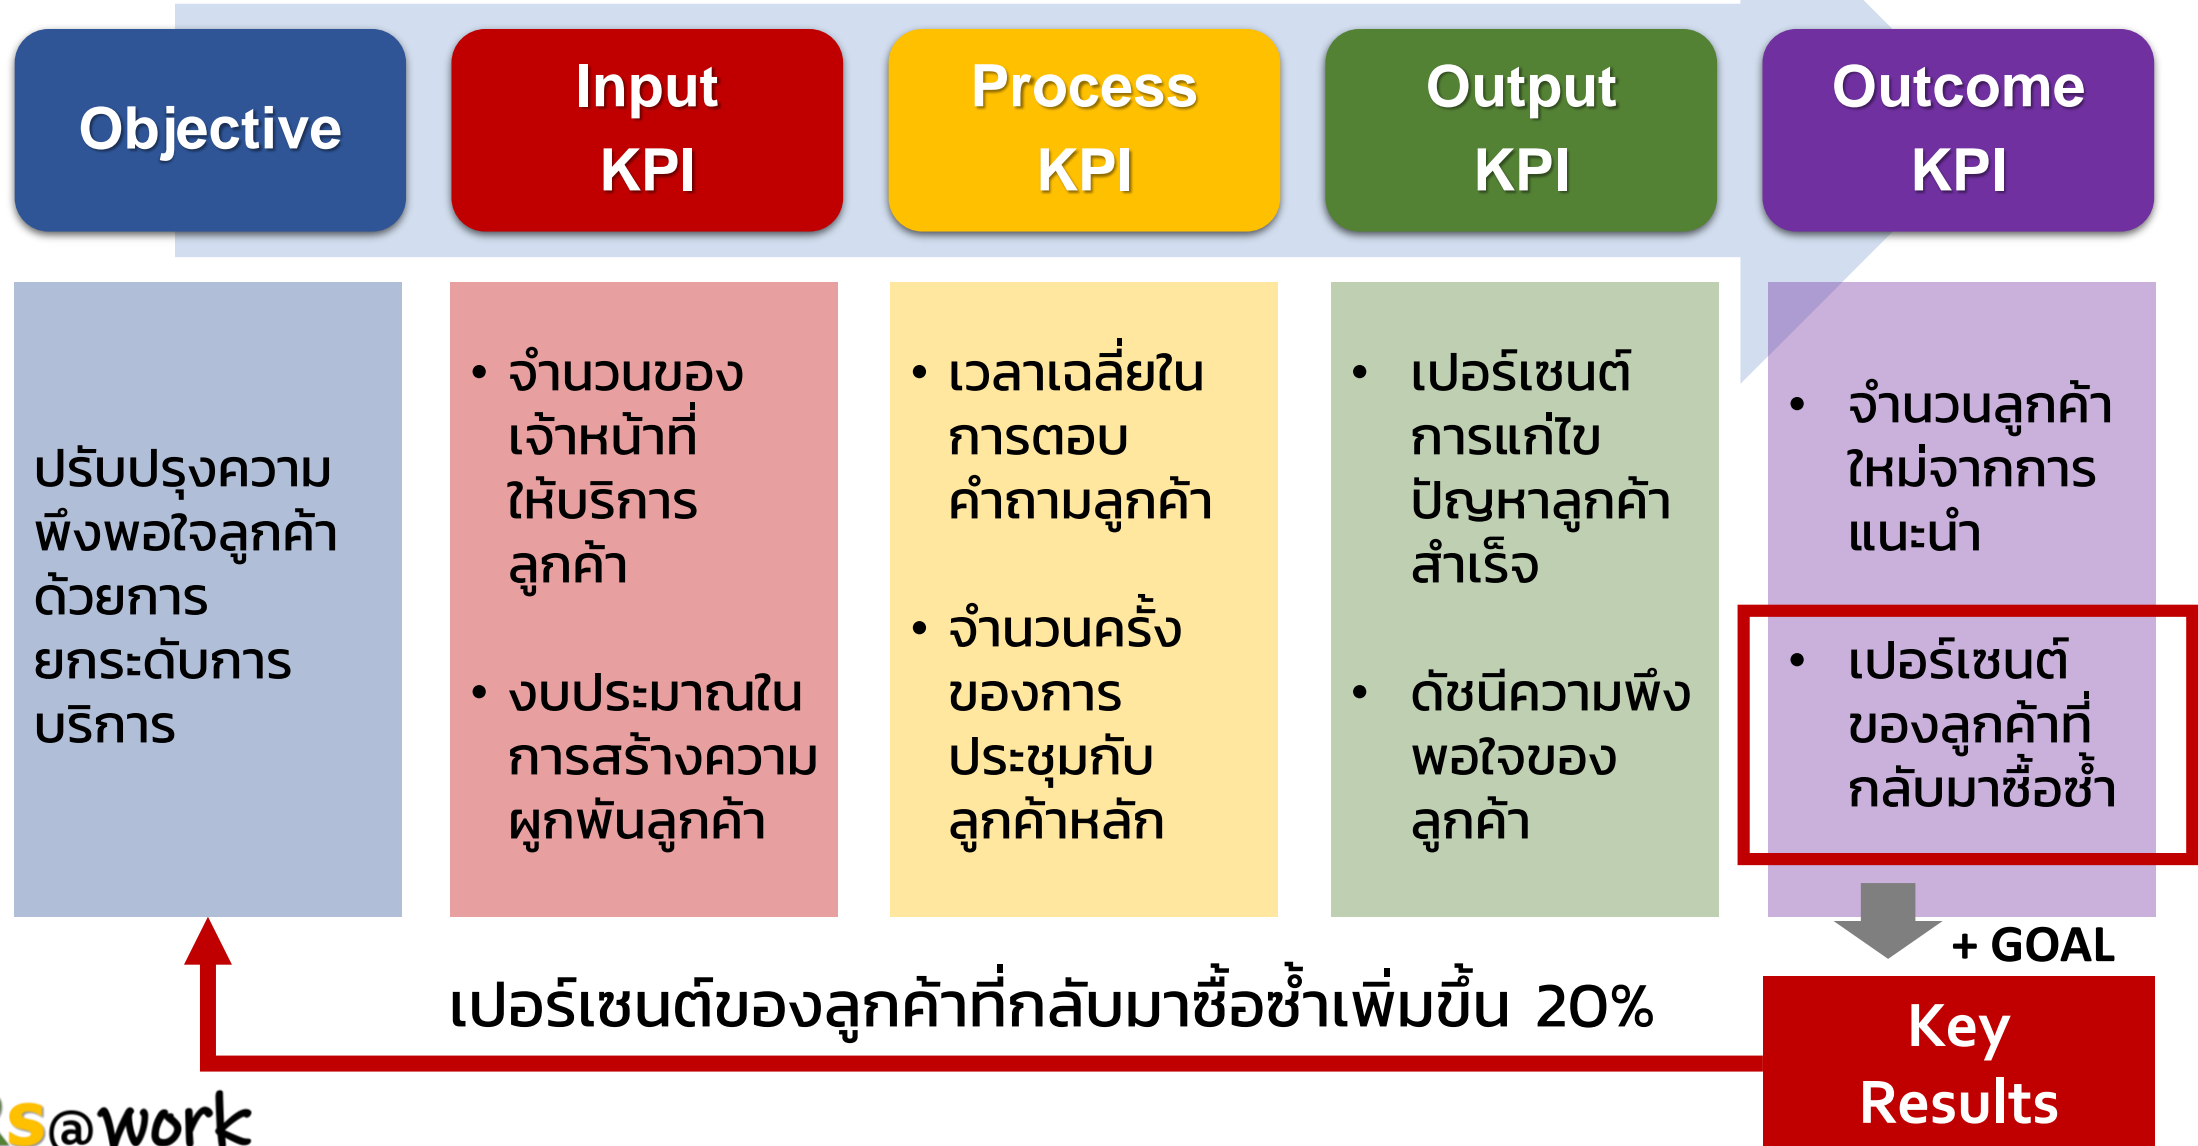 Objective
Input
KPI
Process
KPI
Output
KPI
Outcome
KPI
ปรับปรุงความ
พึงพอใจลูกค้า
ด้วยการ
ยกระดับการ
บริการ
• จำนวนของ
เจ้าหน้าที่
ให้บริการ
ลูกค้า
• งบประมาณใน
การสร้างความ
ผูกพันลูกค้า
• เวลาเฉลี่ยใน
การตอบ
คำถามลูกค้า
• จำนวนครั้ง
ของการ
ประชุมกับ
ลูกค้าหลัก
• เปอร์เซนต์
การแก่ไข
ปัญหาลูกค้า
สำเร็จ
• ดัชนีความพึง
พอใจของ
ลูกค้า
• จำนวนลูกค้า
ใหม่จากการ
แนะนำ
• เปอร์เซนต์
ของลูกค้าที่
กลับมาซื้อซ้ำ
+ GOAL
เปอร์เซนต์ของลูกค้าที่กลับมาซื้อซ้ำเพิ่มขึ้น 20%
Key
Results
s@work